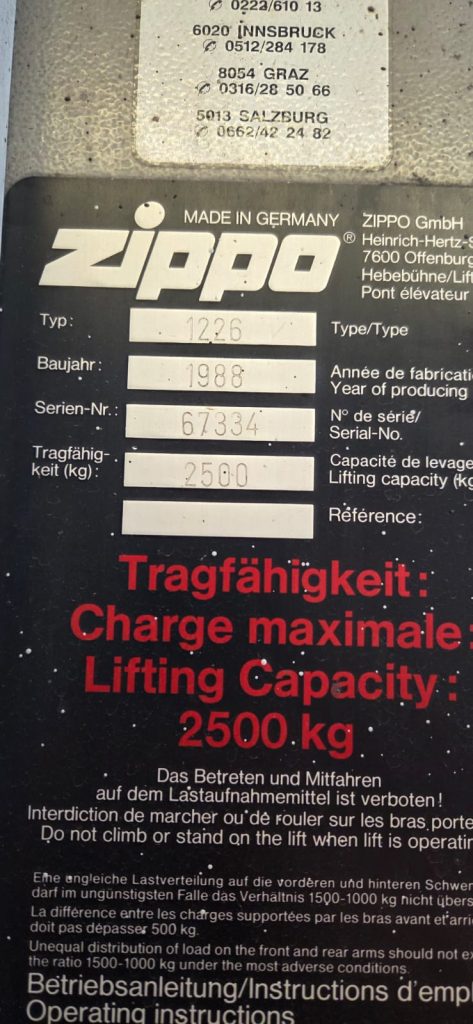 ✆ 0222/610 13
6020 INNSBRUCK
✆ 0512/284 178
8054 GRAZ
✆ 0316/28 50 66
5013 SALZBURG
✆ 0662/42 24 82
MADE IN GERMANY
zippo®
ZIPPO GmbH
Heinrich-Hertz-S
7600 Offenburg
Hebebühne/Lift
Pont élévateur
Typ: 1226 Type/Type
Baujahr: 1988 Année de fabricati
Year of producing
Serien-Nr.: 67334 Nº de série/
Serial-No.
Tragfähig-
keit (kg): 2500 Capacité de levage
Lifting capacity (kg
Référence:
Tragfähigkeit:
Charge maximale:
Lifting Capacity:
2500 kg
Das Betreten und Mitfahren
auf dem Lastaufnahmemittel ist verboten!
Interdiction de marcher ou de rouler sur les bras porte
Do not climb or stand on the lift when lift is operatin
Eine ungleiche Lastverteilung auf die vorderen und hinteren Schwen
darf im ungünstigsten Falle das Verhältnis 1500-1000 kg nicht übers
La différence entre les charges supportées par les bras avant et arri
doit pas dépasser 500 kg.
Unequal distribution of load on the front and rear arms should not ex
the ratio 1500-1000 kg under the most adverse conditions.
Betriebsanleitung/Instructions d'empl
Operating instructions